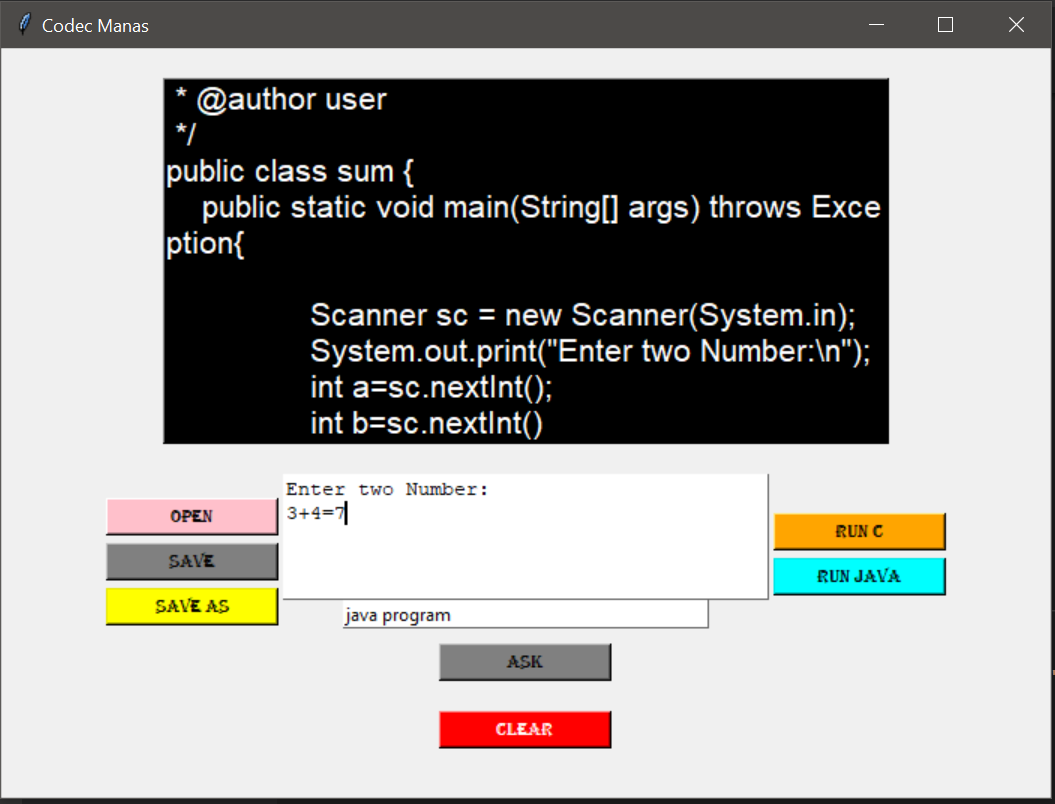 Codec Manas
* @author user
*/
public class sum {
public static void main(String[] args) throws Exce
ption{
Scanner sc = new Scanner(System.in);
System.out.print("Enter two Number:\n");
int a=sc.nextInt();
int b=sc.nextInt()
Enter two Number:
3+4=7
OPEN
SAVE
SAVE AS
RUN C
RUN JAVA
java program
ASK
CLEAR